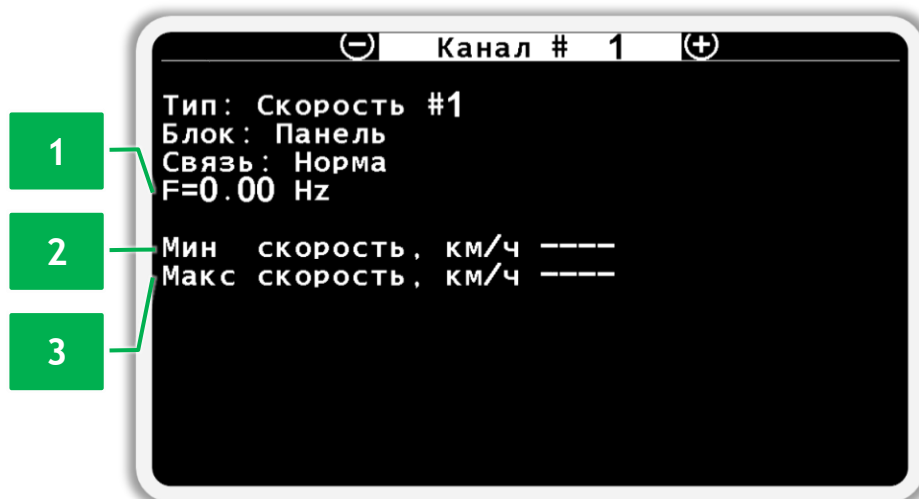 ⊖ Канал # 1 ⊕
Тип: Скорость #1
Блок: Панель
1
Связь: Норма
F=0.00 Hz
2
Мин скорость, км/ч ----
Макс скорость, км/ч ----
3